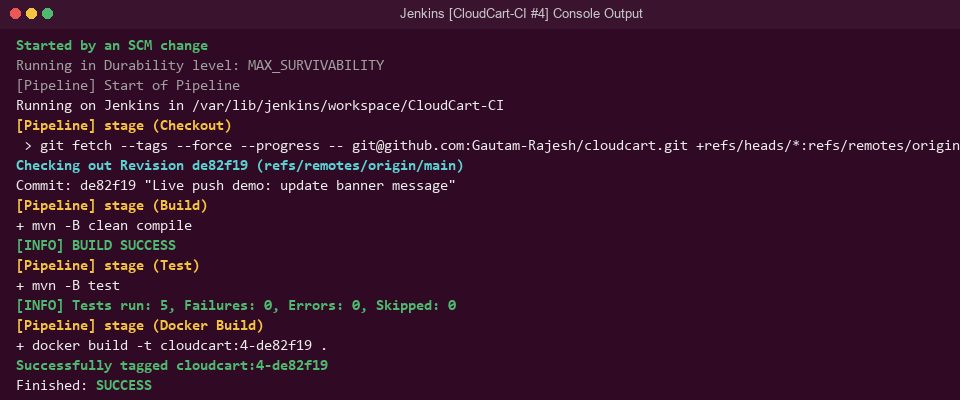 Jenkins [CloudCart-CI #4] Console Output
Started by an SCM change
Running in Durability level: MAX_SURVIVABILITY
[Pipeline] Start of Pipeline
Running on Jenkins in /var/lib/jenkins/workspace/CloudCart-CI
[Pipeline] stage (Checkout)
 > git fetch --tags --force --progress -- git@github.com:Gautam-Rajesh/cloudcart.git +refs/heads/*:refs/remotes/origin
Checking out Revision de82f19 (refs/remotes/origin/main)
Commit: de82f19 "Live push demo: update banner message"
[Pipeline] stage (Build)
+ mvn -B clean compile
[INFO] BUILD SUCCESS
[Pipeline] stage (Test)
+ mvn -B test
[INFO] Tests run: 5, Failures: 0, Errors: 0, Skipped: 0
[Pipeline] stage (Docker Build)
+ docker build -t cloudcart:4-de82f19 .
Successfully tagged cloudcart:4-de82f19
Finished: SUCCESS